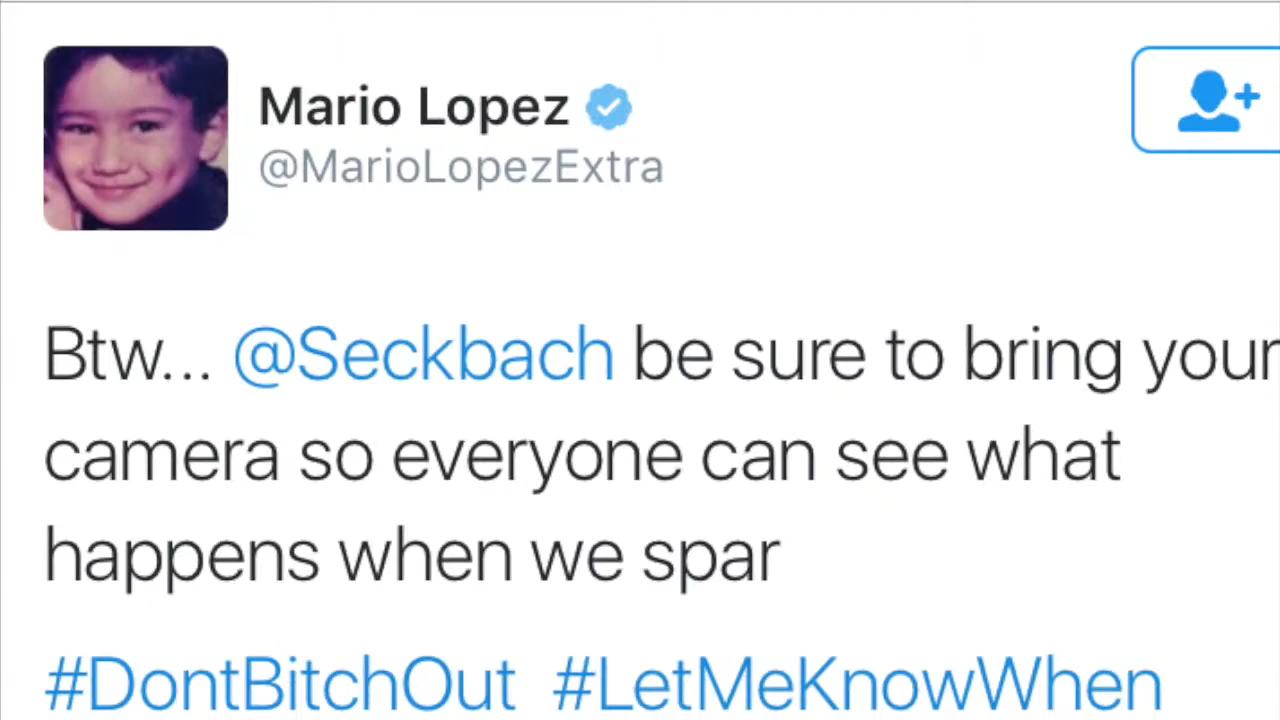 Mario Lopez
@MarioLopezExtra
Btw... @Seckbach be sure to bring your
camera so everyone can see what
happens when we spar
#DontBitchOut #LetMeKnowWhen